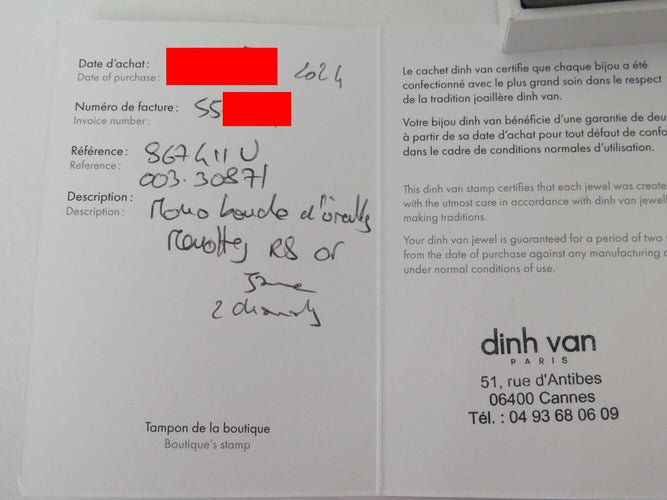 Date d'achat :
Date of purchase : 2024
Numéro de facture : SS
Invoice number :
Référence : 867411 U
Reference : 003.30871
Description : Mono boucle d'oreilles
Description : Menottes R8 or
jaune
2 diamants
Tampon de la boutique
Boutique's stamp
Le cachet dinh van certifie que chaque bijou a été
confectionné avec le plus grand soin dans le respect
de la tradition joaillère dinh van.
Votre bijou dinh van bénéficie d'une garantie de deu
à partir de sa date d'achat pour tout défaut de confo
dans le cadre de conditions normales d'utilisation.
This dinh van stamp certifies that each jewel was create
with the utmost care in accordance with dinh van jewell
making traditions.
Your dinh van jewel is guaranteed for a period of two
from the date of purchase against any manufacturing
under normal conditions of use.
dinh van
PARIS
51, rue d'Antibes
06400 Cannes
Tél. : 04 93 68 06 09